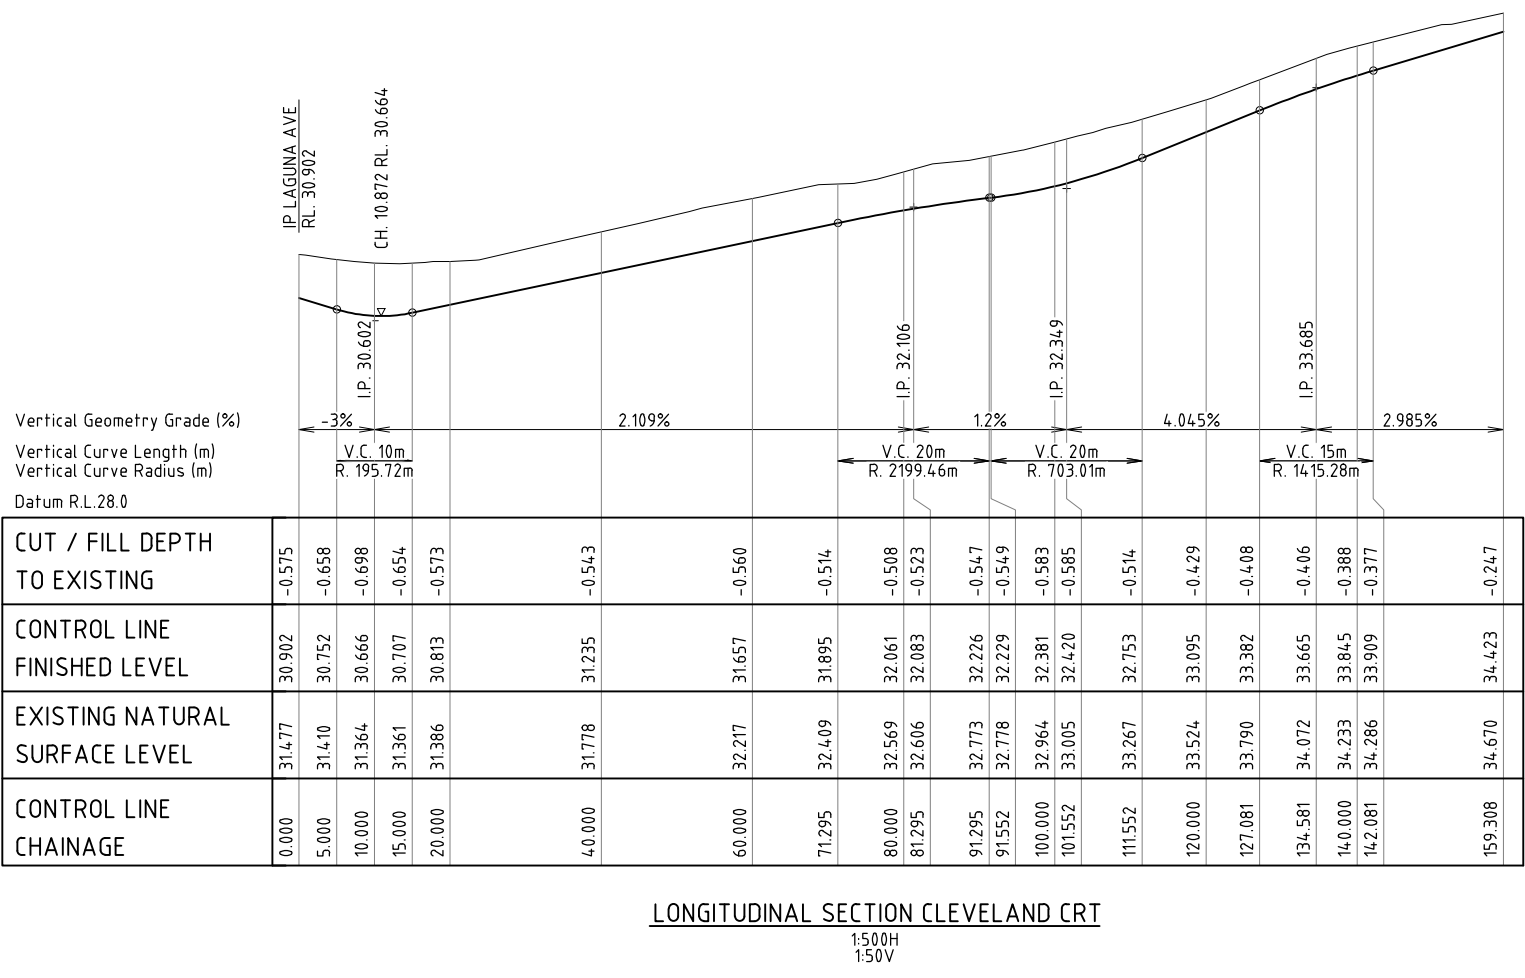 IP LAGUNA AVE
RL. 30.902
CH. 10.872 RL. 30.664
I.P. 30.602
I.P. 32.106
I.P. 32.349
I.P. 33.685
Vertical Geometry Grade (%)
-3% 2.109% 1.2% 4.045% 2.985%
Vertical Curve Length (m)
V.C. 10m V.C. 20m V.C. 20m V.C. 15m
Vertical Curve Radius (m)
R. 195.72m R. 2199.46m R. 703.01m R. 1415.28m
Datum R.L.28.0
CUT / FILL DEPTH
TO EXISTING
-0.575 -0.658 -0.698 -0.654 -0.573 -0.543 -0.560 -0.514 -0.508 -0.523 -0.547 -0.549 -0.583 -0.585 -0.514 -0.429 -0.408 -0.406 -0.388 -0.377 -0.247
CONTROL LINE
FINISHED LEVEL
30.902 30.752 30.666 30.707 30.813 31.235 31.657 31.895 32.061 32.083 32.226 32.229 32.381 32.420 32.753 33.095 33.382 33.665 33.845 33.909 34.423
EXISTING NATURAL
SURFACE LEVEL
31.477 31.410 31.364 31.361 31.386 31.778 32.217 32.409 32.569 32.606 32.773 32.778 32.964 33.005 33.267 33.524 33.790 34.072 34.233 34.286 34.670
CONTROL LINE
CHAINAGE
0.000 5.000 10.000 15.000 20.000 40.000 60.000 71.295 80.000 81.295 91.295 91.552 100.000 101.552 111.552 120.000 127.081 134.581 140.000 142.081 159.308
LONGITUDINAL SECTION CLEVELAND CRT
1:500H
1:50V